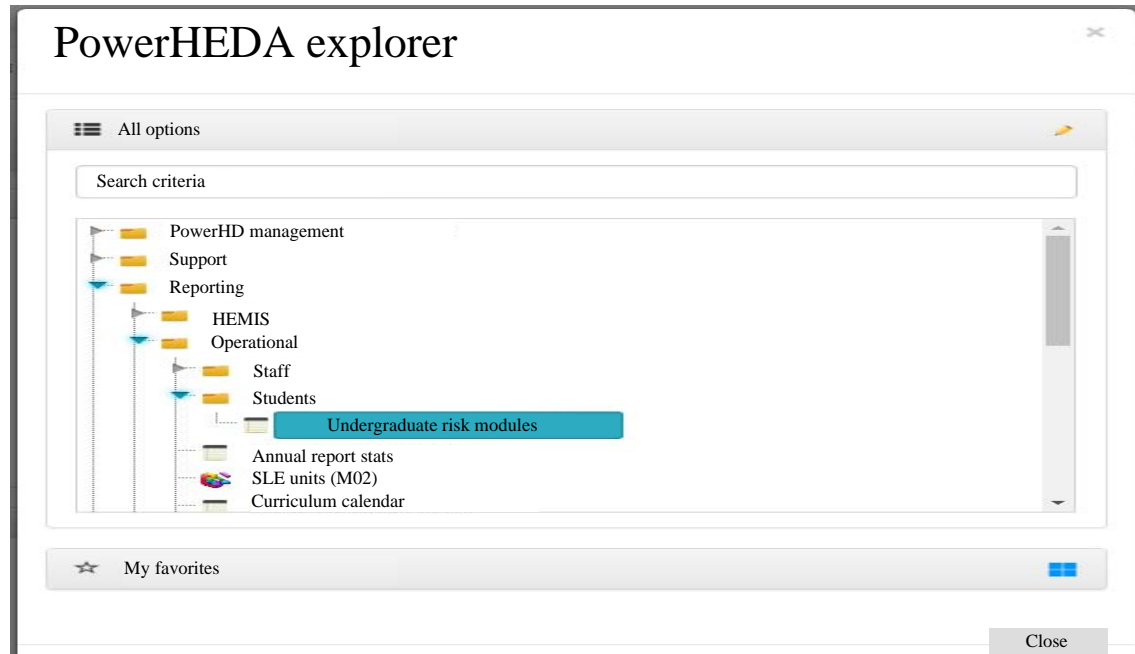 PowerHEDA explorer
All options
Search criteria
PowerHD management
Support
Reporting
HEMIS
Operational
Staff
Students
Undergraduate risk modules
Annual report stats
SLE units (M02)
Curriculum calendar
My favorites
Close